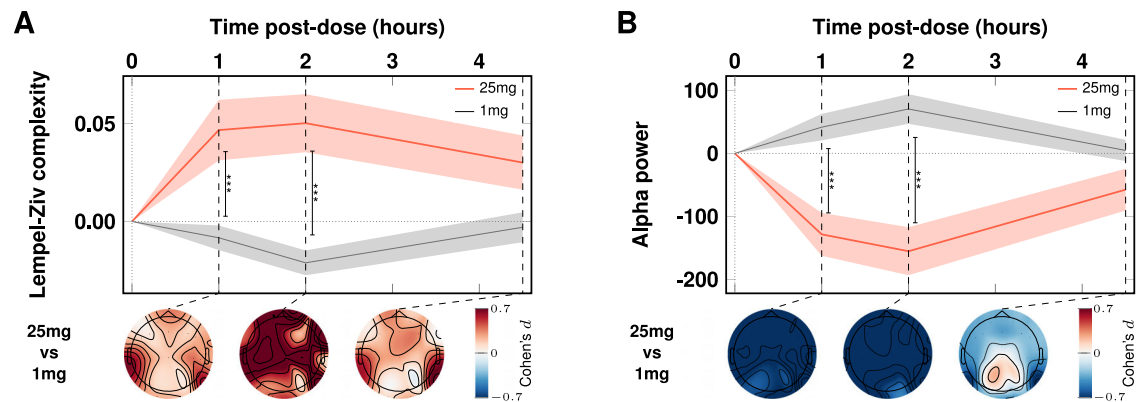 A
Time post-dose (hours)
0 1 2 3 4
Lempel-Ziv complexity
0.05
0.00
25mg
1mg
***
***
25mg
vs
1mg
0.7
0
−0.7
Cohen's d
B
Time post-dose (hours)
0 1 2 3 4
Alpha power
100
0
-100
-200
25mg
1mg
***
***
25mg
vs
1mg
0.7
0
−0.7
Cohen's d